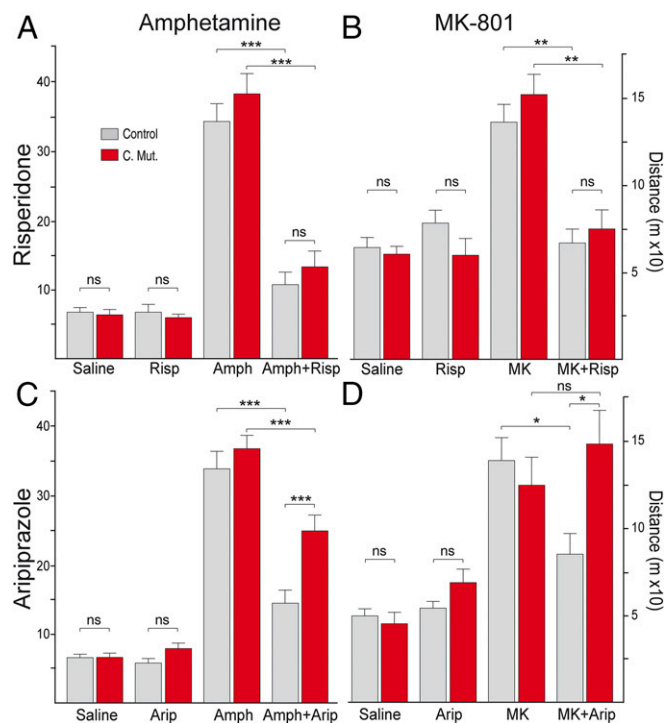 A Amphetamine
B MK-801
Risperidone
40
30
20
10
Control
C. Mut.
ns
ns
***
***
ns
Saline Risp Amph Amph+Risp
ns
ns
**
**
ns
15
10
5
Distance (m x10)
Saline Risp MK MK+Risp
C
Aripiprazole
40
30
20
10
ns
ns
***
***
***
Saline Arip Amph Amph+Arip
D
ns
ns
*
ns
*
15
10
5
Distance (m x10)
Saline Arip MK MK+Arip